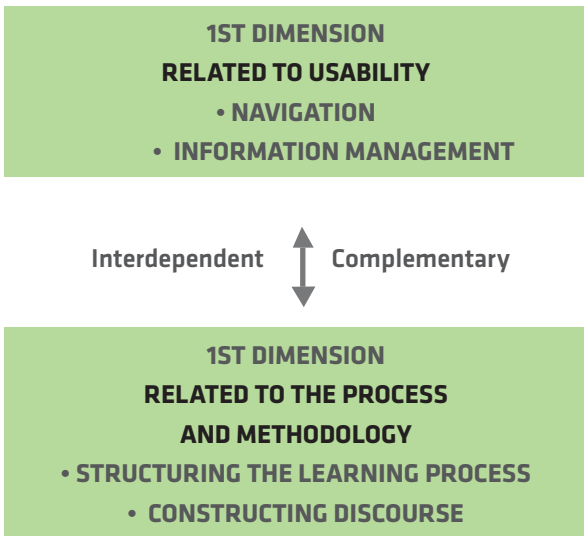 1ST DIMENSION
RELATED TO USABILITY
• NAVIGATION
• INFORMATION MANAGEMENT
Interdependent Complementary
1ST DIMENSION
RELATED TO THE PROCESS
AND METHODOLOGY
• STRUCTURING THE LEARNING PROCESS
• CONSTRUCTING DISCOURSE